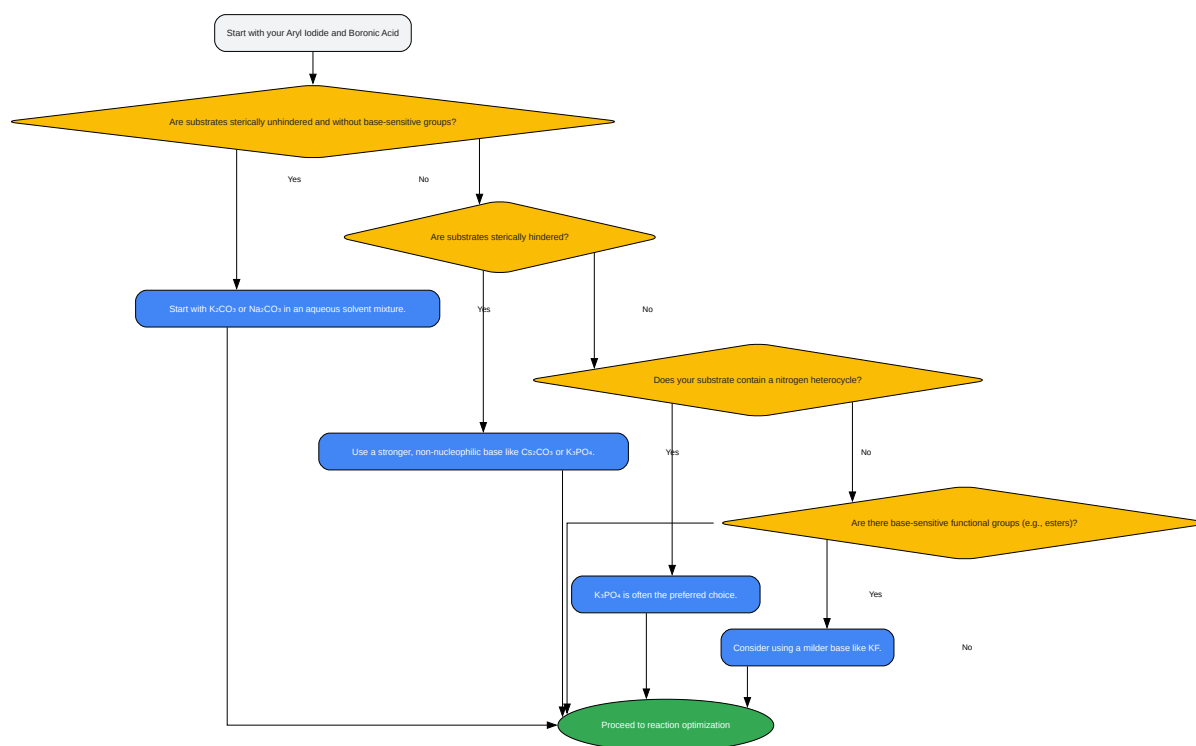 Start with your Aryl Iodide and Boronic Acid
Are substrates sterically unhindered and without base-sensitive groups?
Yes
No
Are substrates sterically hindered?
Start with K₂CO₃ or Na₂CO₃ in an aqueous solvent mixture.
Yes
No
Does your substrate contain a nitrogen heterocycle?
Use a stronger, non-nucleophilic base like Cs₂CO₃ or K₃PO₄.
Yes
No
Are there base-sensitive functional groups (e.g., esters)?
K₃PO₄ is often the preferred choice.
Yes
Consider using a milder base like KF.
No
Proceed to reaction optimization